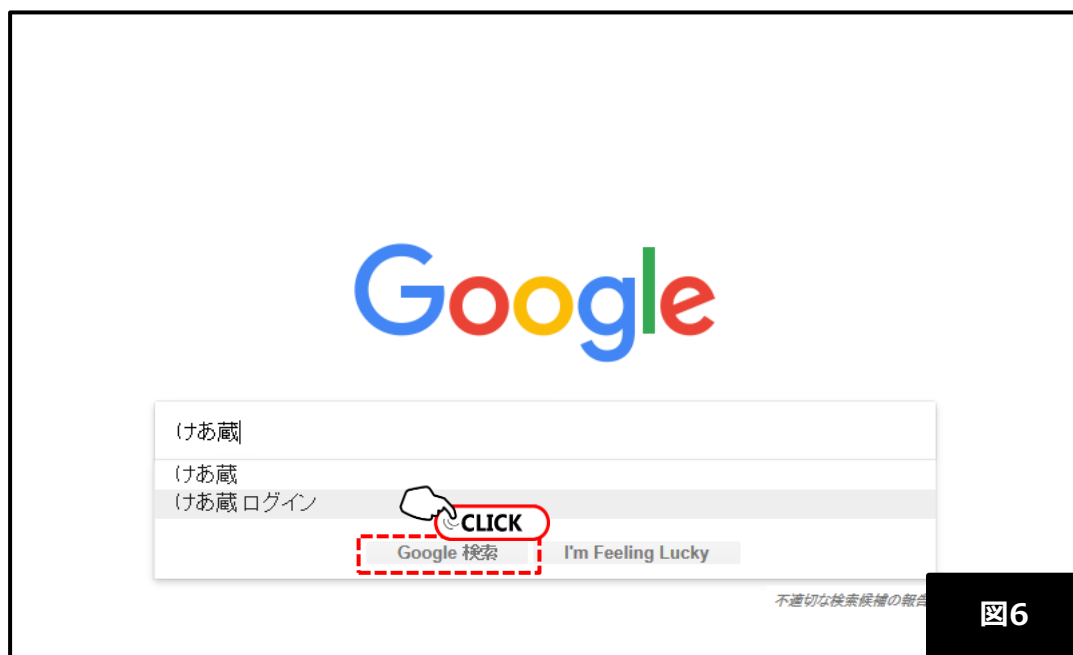 Google
けあ蔵
けあ蔵
けあ蔵 ログイン
CLICK
Google 検索
I'm Feeling Lucky
不適切な検索候補の報告
図6